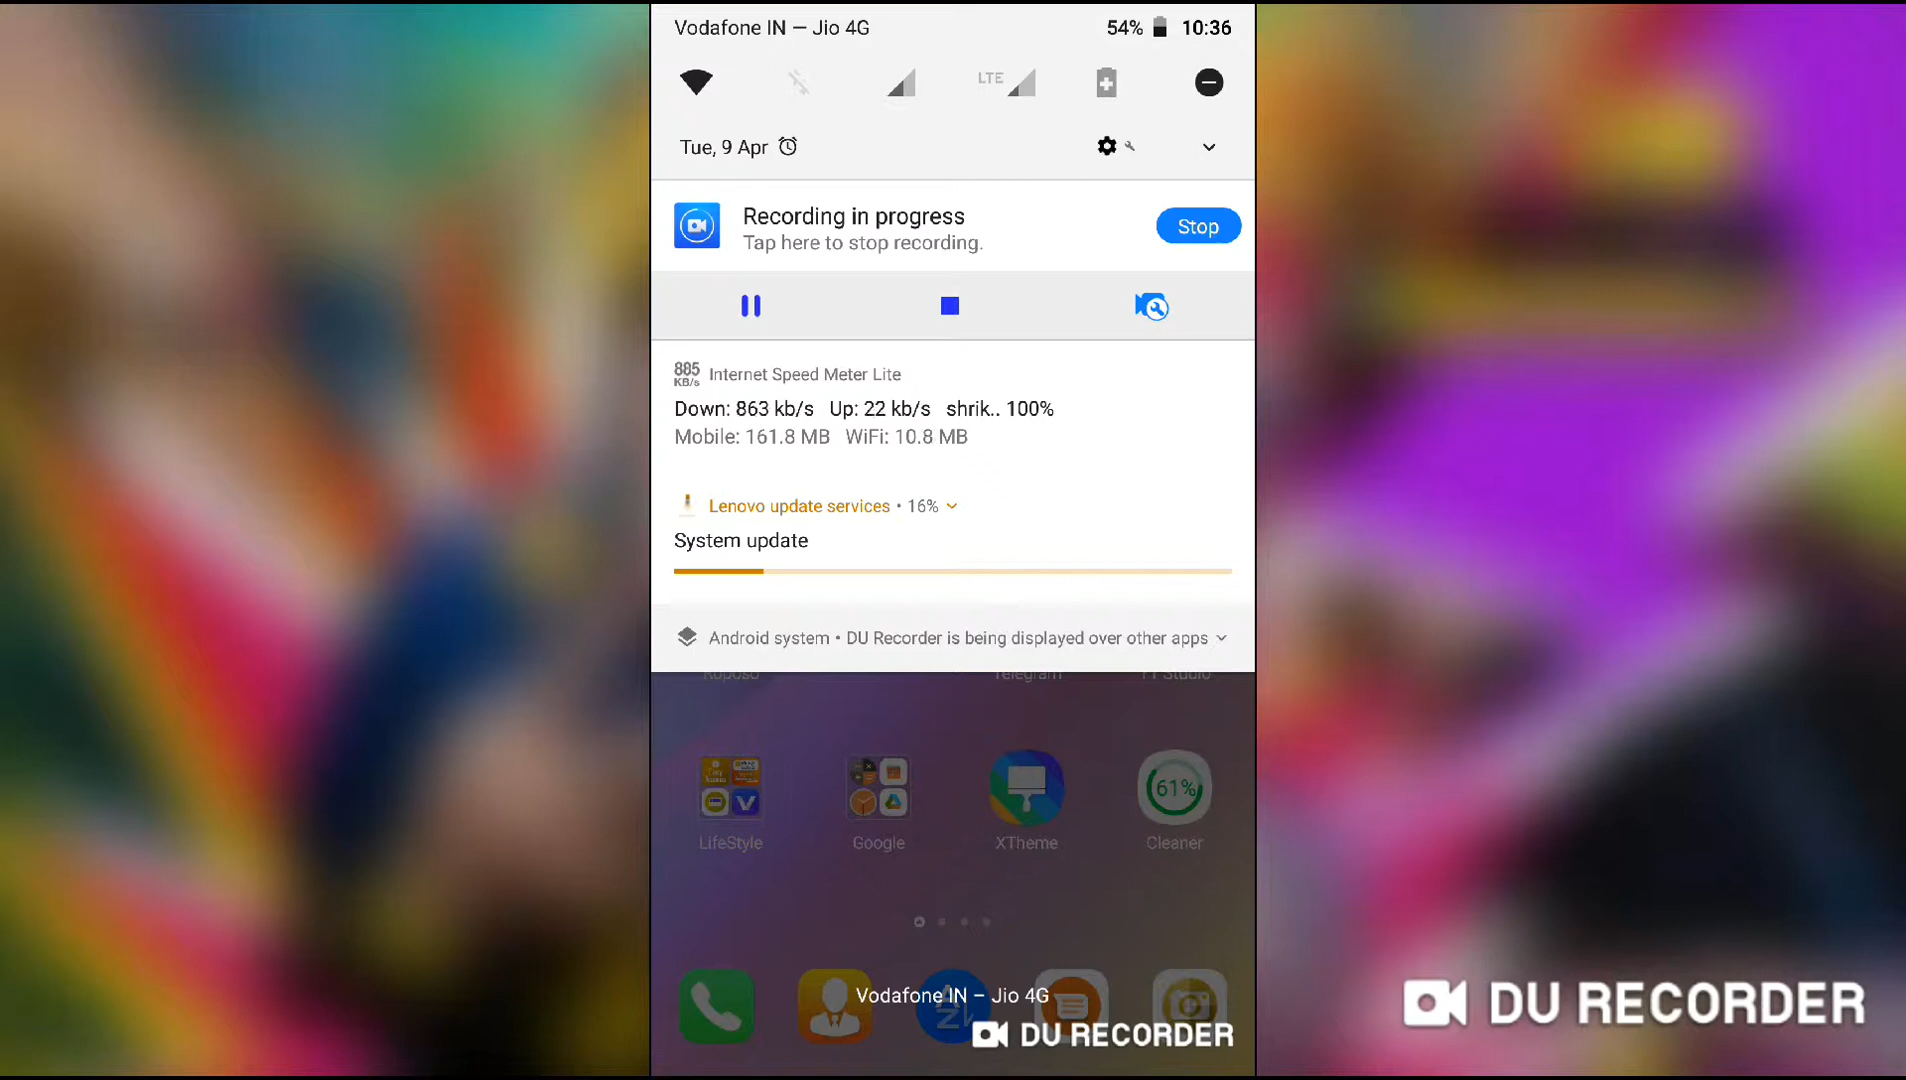 Vodafone IN — Jio 4G
54% 10:36
LTE
Tue, 9 Apr
Recording in progress
Tap here to stop recording.
Stop
885
KB/s
Internet Speed Meter Lite
Down: 863 kb/s Up: 22 kb/s shrik.. 100%
Mobile: 161.8 MB WiFi: 10.8 MB
Lenovo update services • 16%
System update
Android system • DU Recorder is being displayed over other apps
Roposo Telegram FT Studio
61%
LifeStyle Google XTheme Cleaner
Vodafone IN – Jio 4G
DU RECORDER
DU RECORDER